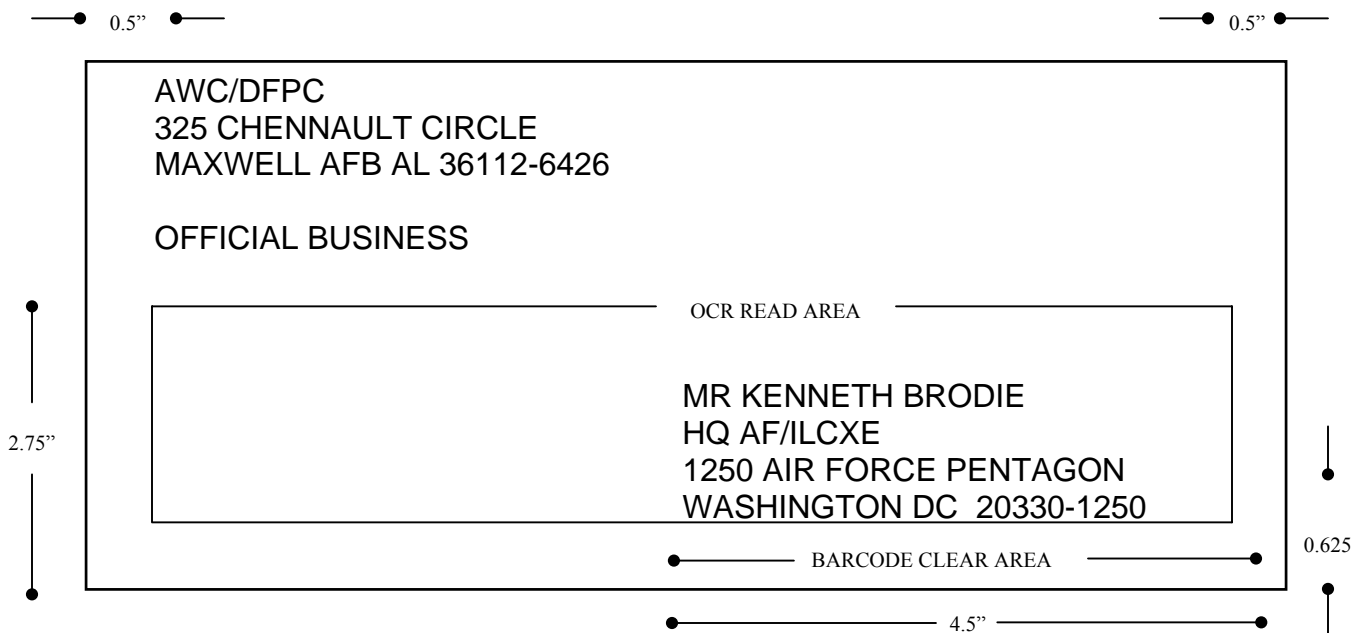 0.5” 0.5”
AWC/DFPC
325 CHENNAULT CIRCLE
MAXWELL AFB AL 36112-6426
OFFICIAL BUSINESS
OCR READ AREA
MR KENNETH BRODIE
HQ AF/ILCXE
2.75”
1250 AIR FORCE PENTAGON
WASHINGTON DC  20330-1250
0.625
BARCODE CLEAR AREA
4.5”